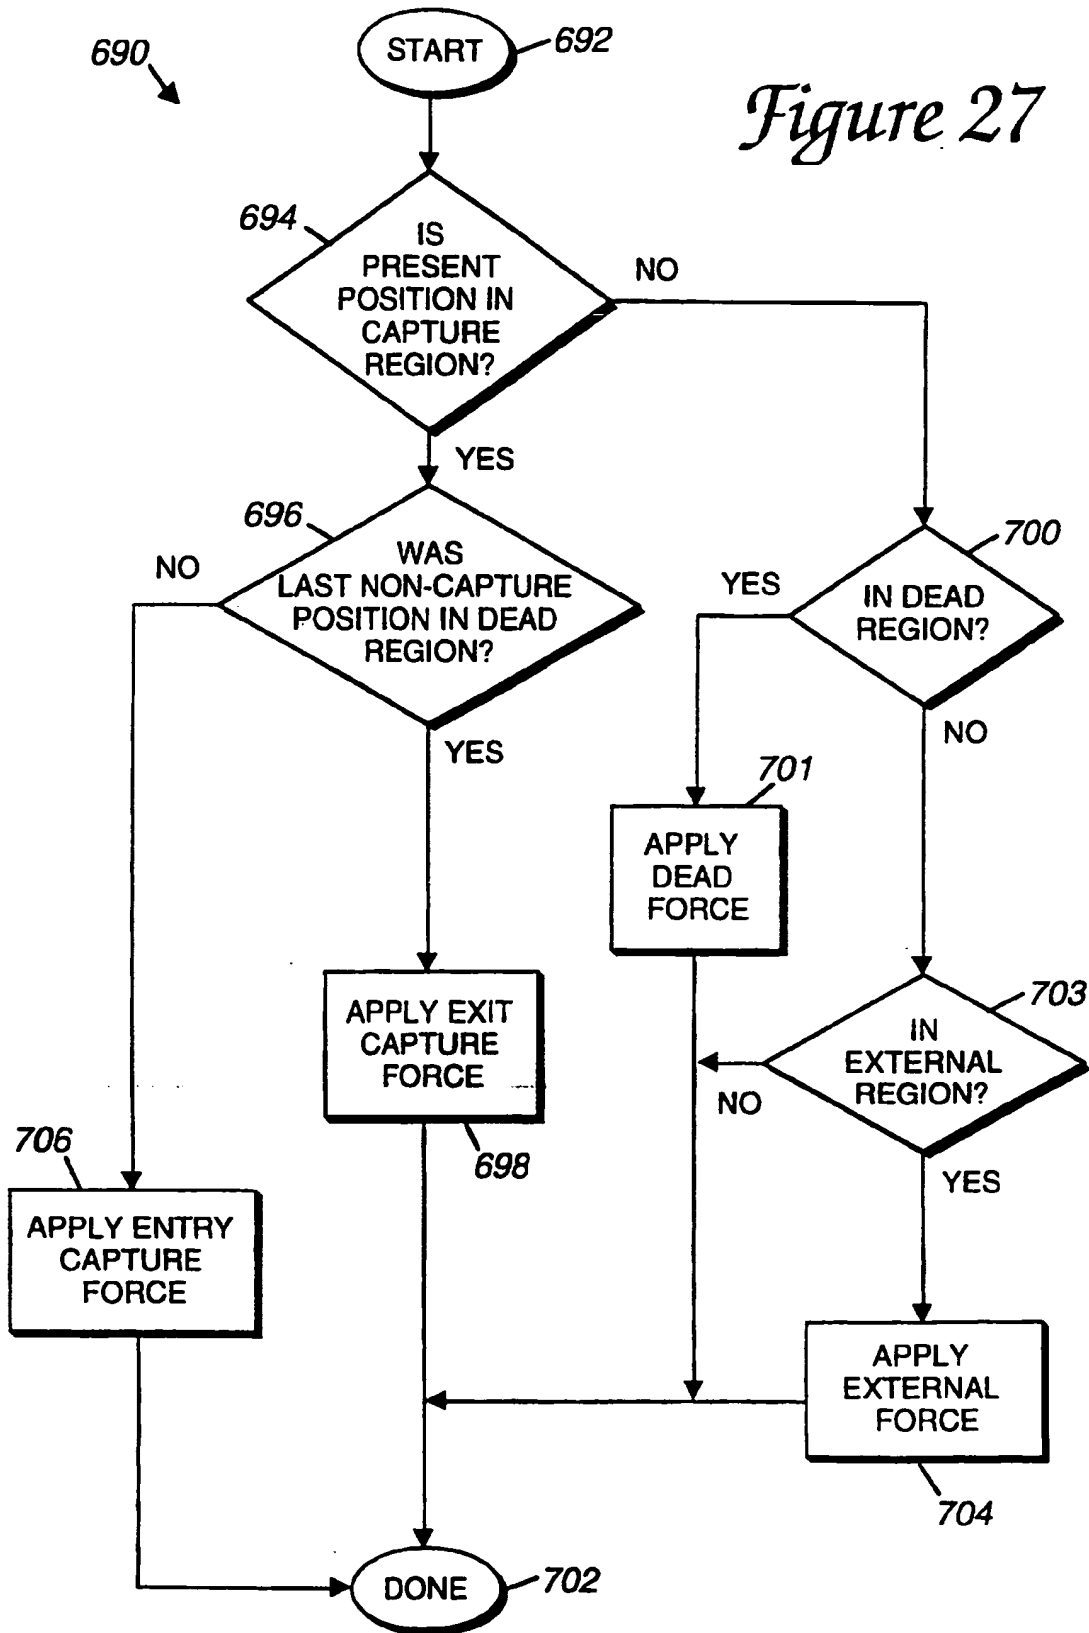 690
START
692
Figure 27
694
IS
PRESENT
POSITION IN
CAPTURE
REGION?
NO
YES
696
WAS
LAST NON-CAPTURE
POSITION IN DEAD
REGION?
NO
YES
700
IN DEAD
REGION?
YES
NO
701
APPLY
DEAD
FORCE
703
IN
EXTERNAL
REGION?
NO
YES
APPLY EXIT
CAPTURE
FORCE
698
706
APPLY ENTRY
CAPTURE
FORCE
APPLY
EXTERNAL
FORCE
704
DONE
702